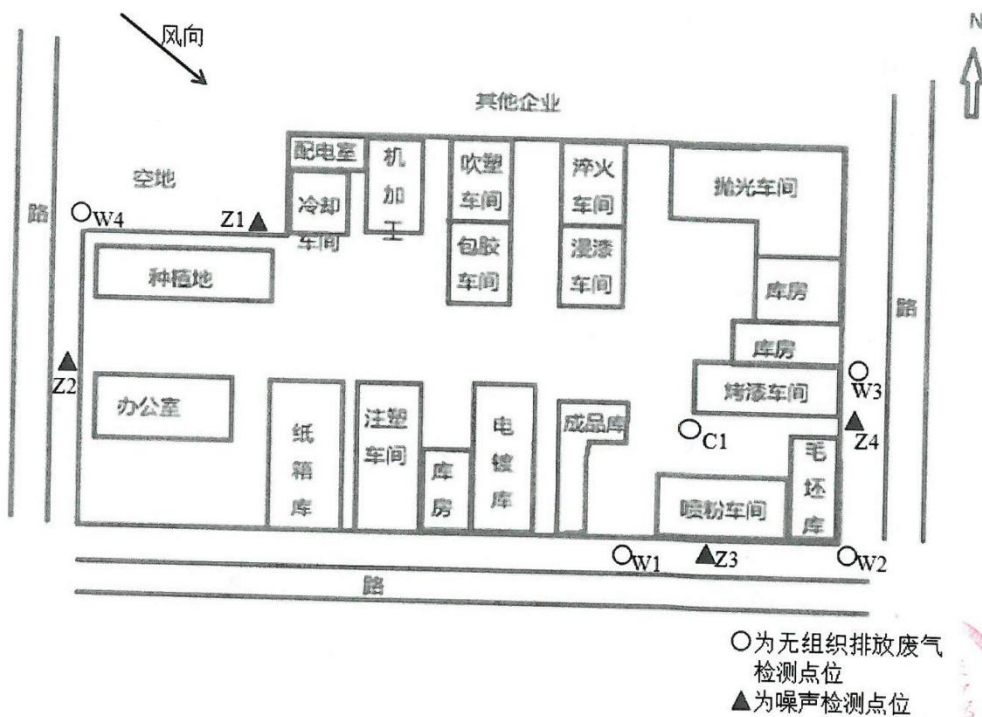 风向
N
其他企业
配电室
机加工
吹塑车间
淬火车间
抛光车间
空地
冷却车间
路
W4
Z1
包胶车间
浸漆车间
种植地
库房
路
库房
Z2
W3
烤漆车间
办公室
纸箱库
注塑车间
电镀库
成品库
C1
Z4
毛坯库
库房
喷粉车间
W1
Z3
W2
路
○为无组织排放废气
检测点位
▲为噪声检测点位